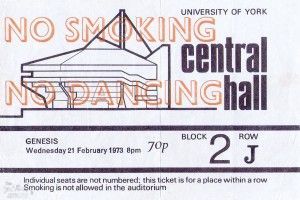 UNIVERSITY OF YORK
NO SMOKING
central
NO DANCING
hall
GENESIS
Wednesday 21 February 1973 8pm
70p
BLOCK
2
ROW
J
Individual seats are not numbered: this ticket is for a place within a row
Smoking is not allowed in the auditorium